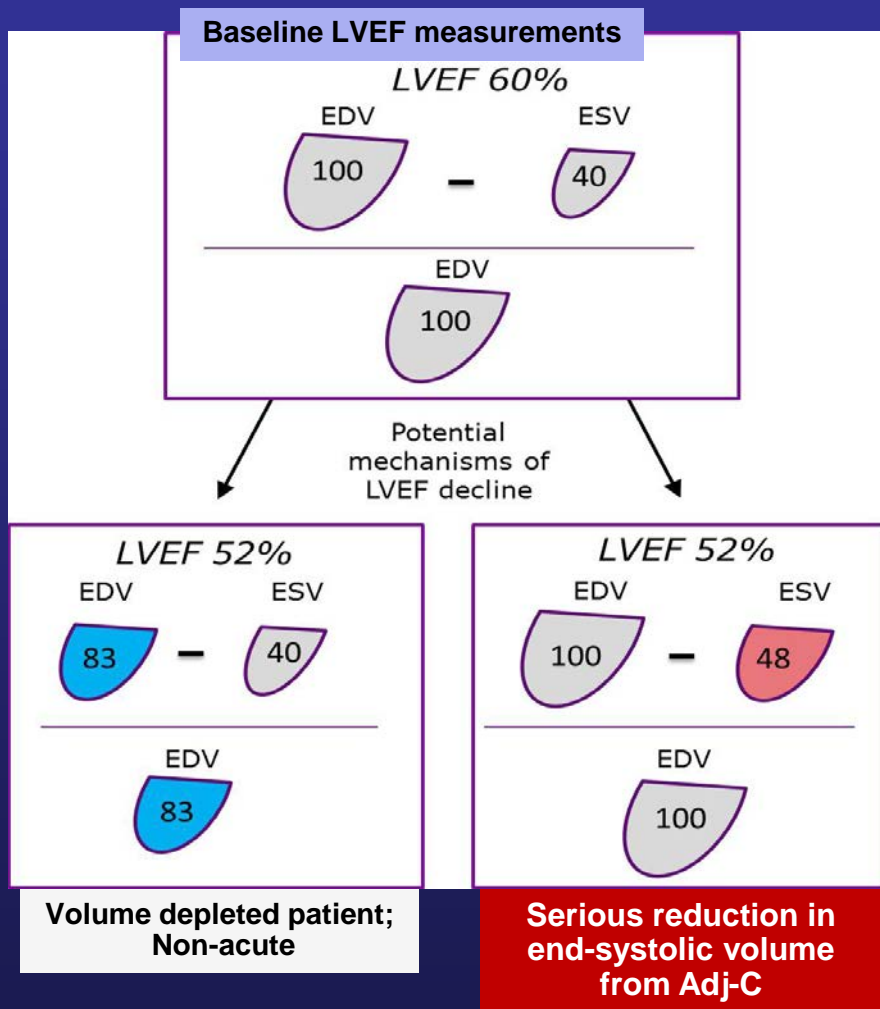 Baseline LVEF measurements
LVEF 60%
EDV ESV
100 – 40
EDV
100
Potential
mechanisms of
LVEF decline
LVEF 52%
EDV ESV
83 – 40
EDV
83
Volume depleted patient;
Non-acute
LVEF 52%
EDV ESV
100 – 48
EDV
100
Serious reduction in
end-systolic volume
from Adj-C